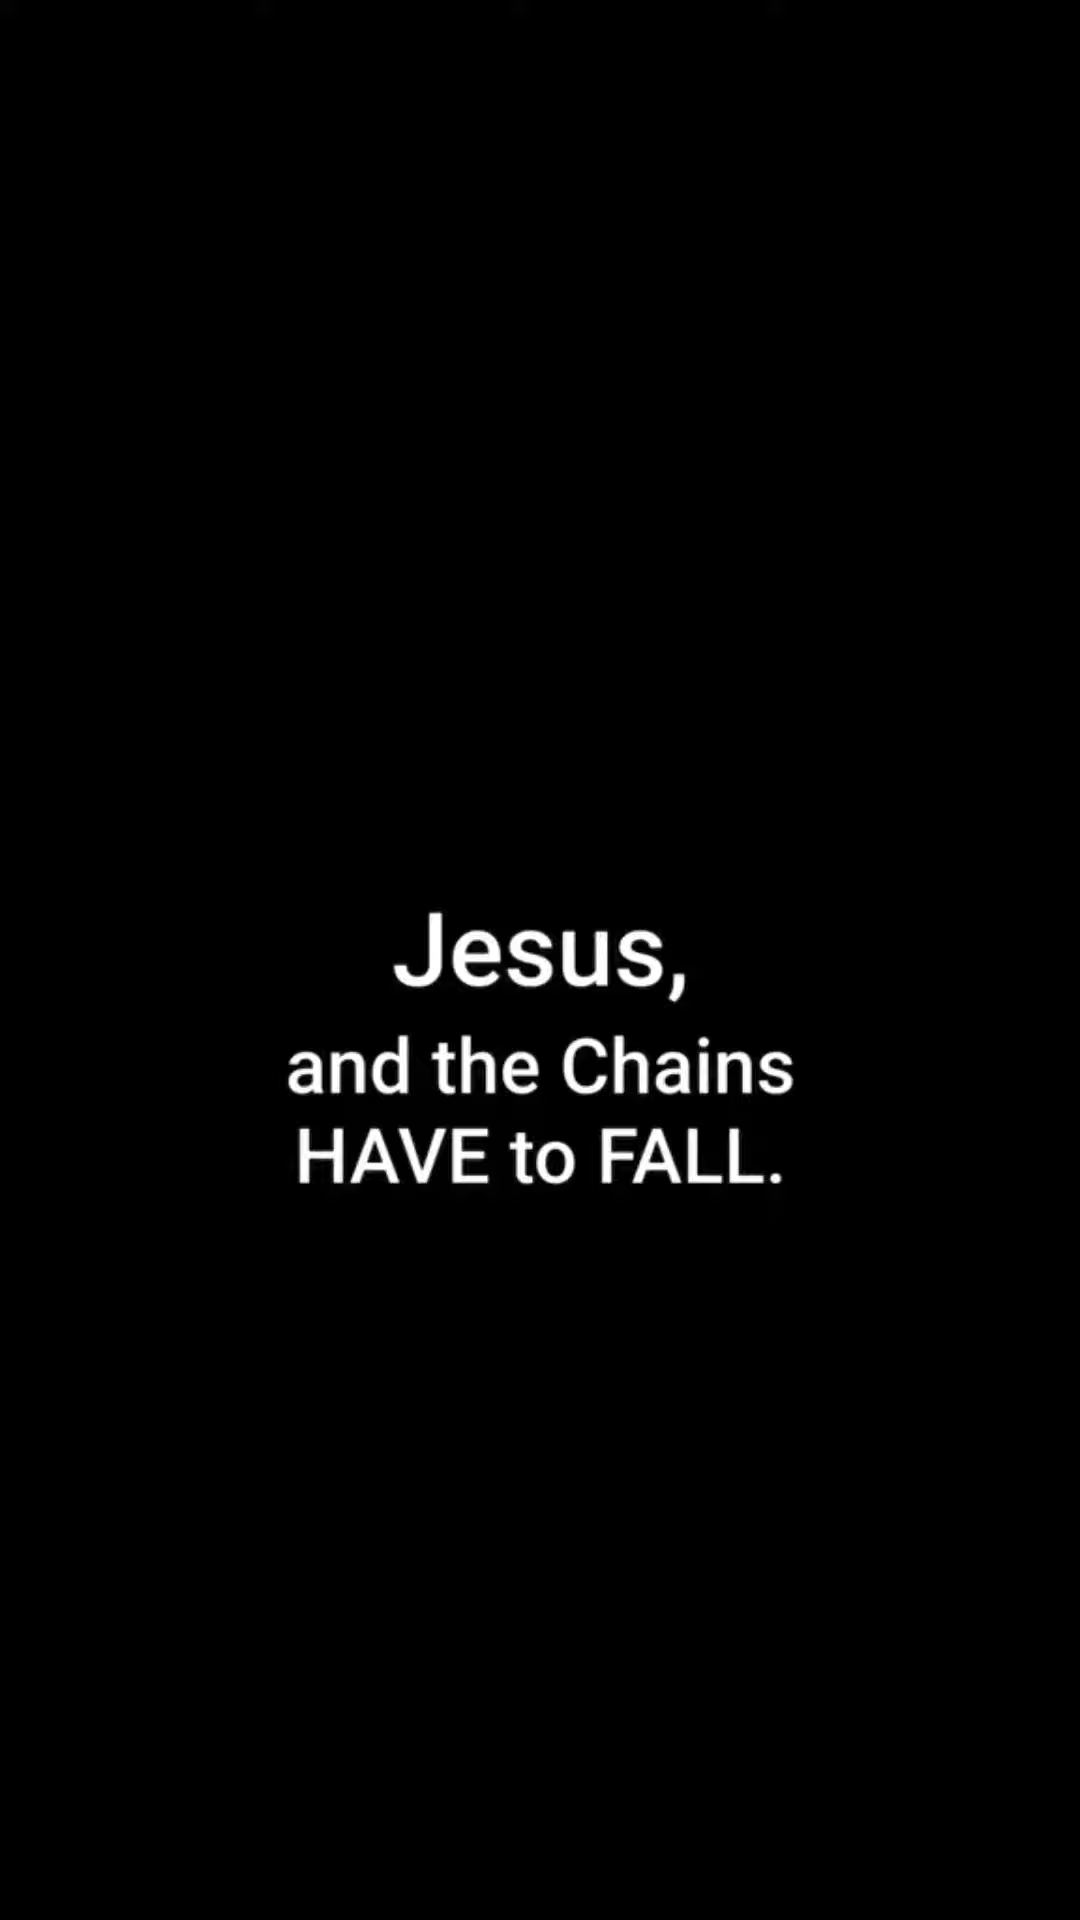 Jesus,
and the Chains
HAVE to FALL.